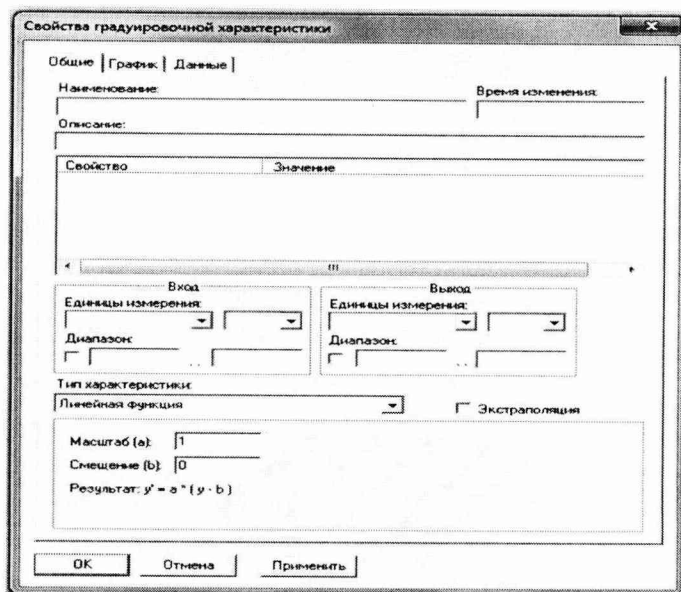 Свойства градуировочной характеристики
Общие График Данные
Наименование: Время изменения:
Описание:
Свойство Значение
Вход Выход
Единицы измерения: Единицы измерения:
Диапазон: Диапазон:
.. ..
Тип характеристики:
Линейная функция Экстраполяция
Масштаб (a): 1
Смещение (b): 0
Результат: y' = a * ( y - b )
OK Отмена Применить